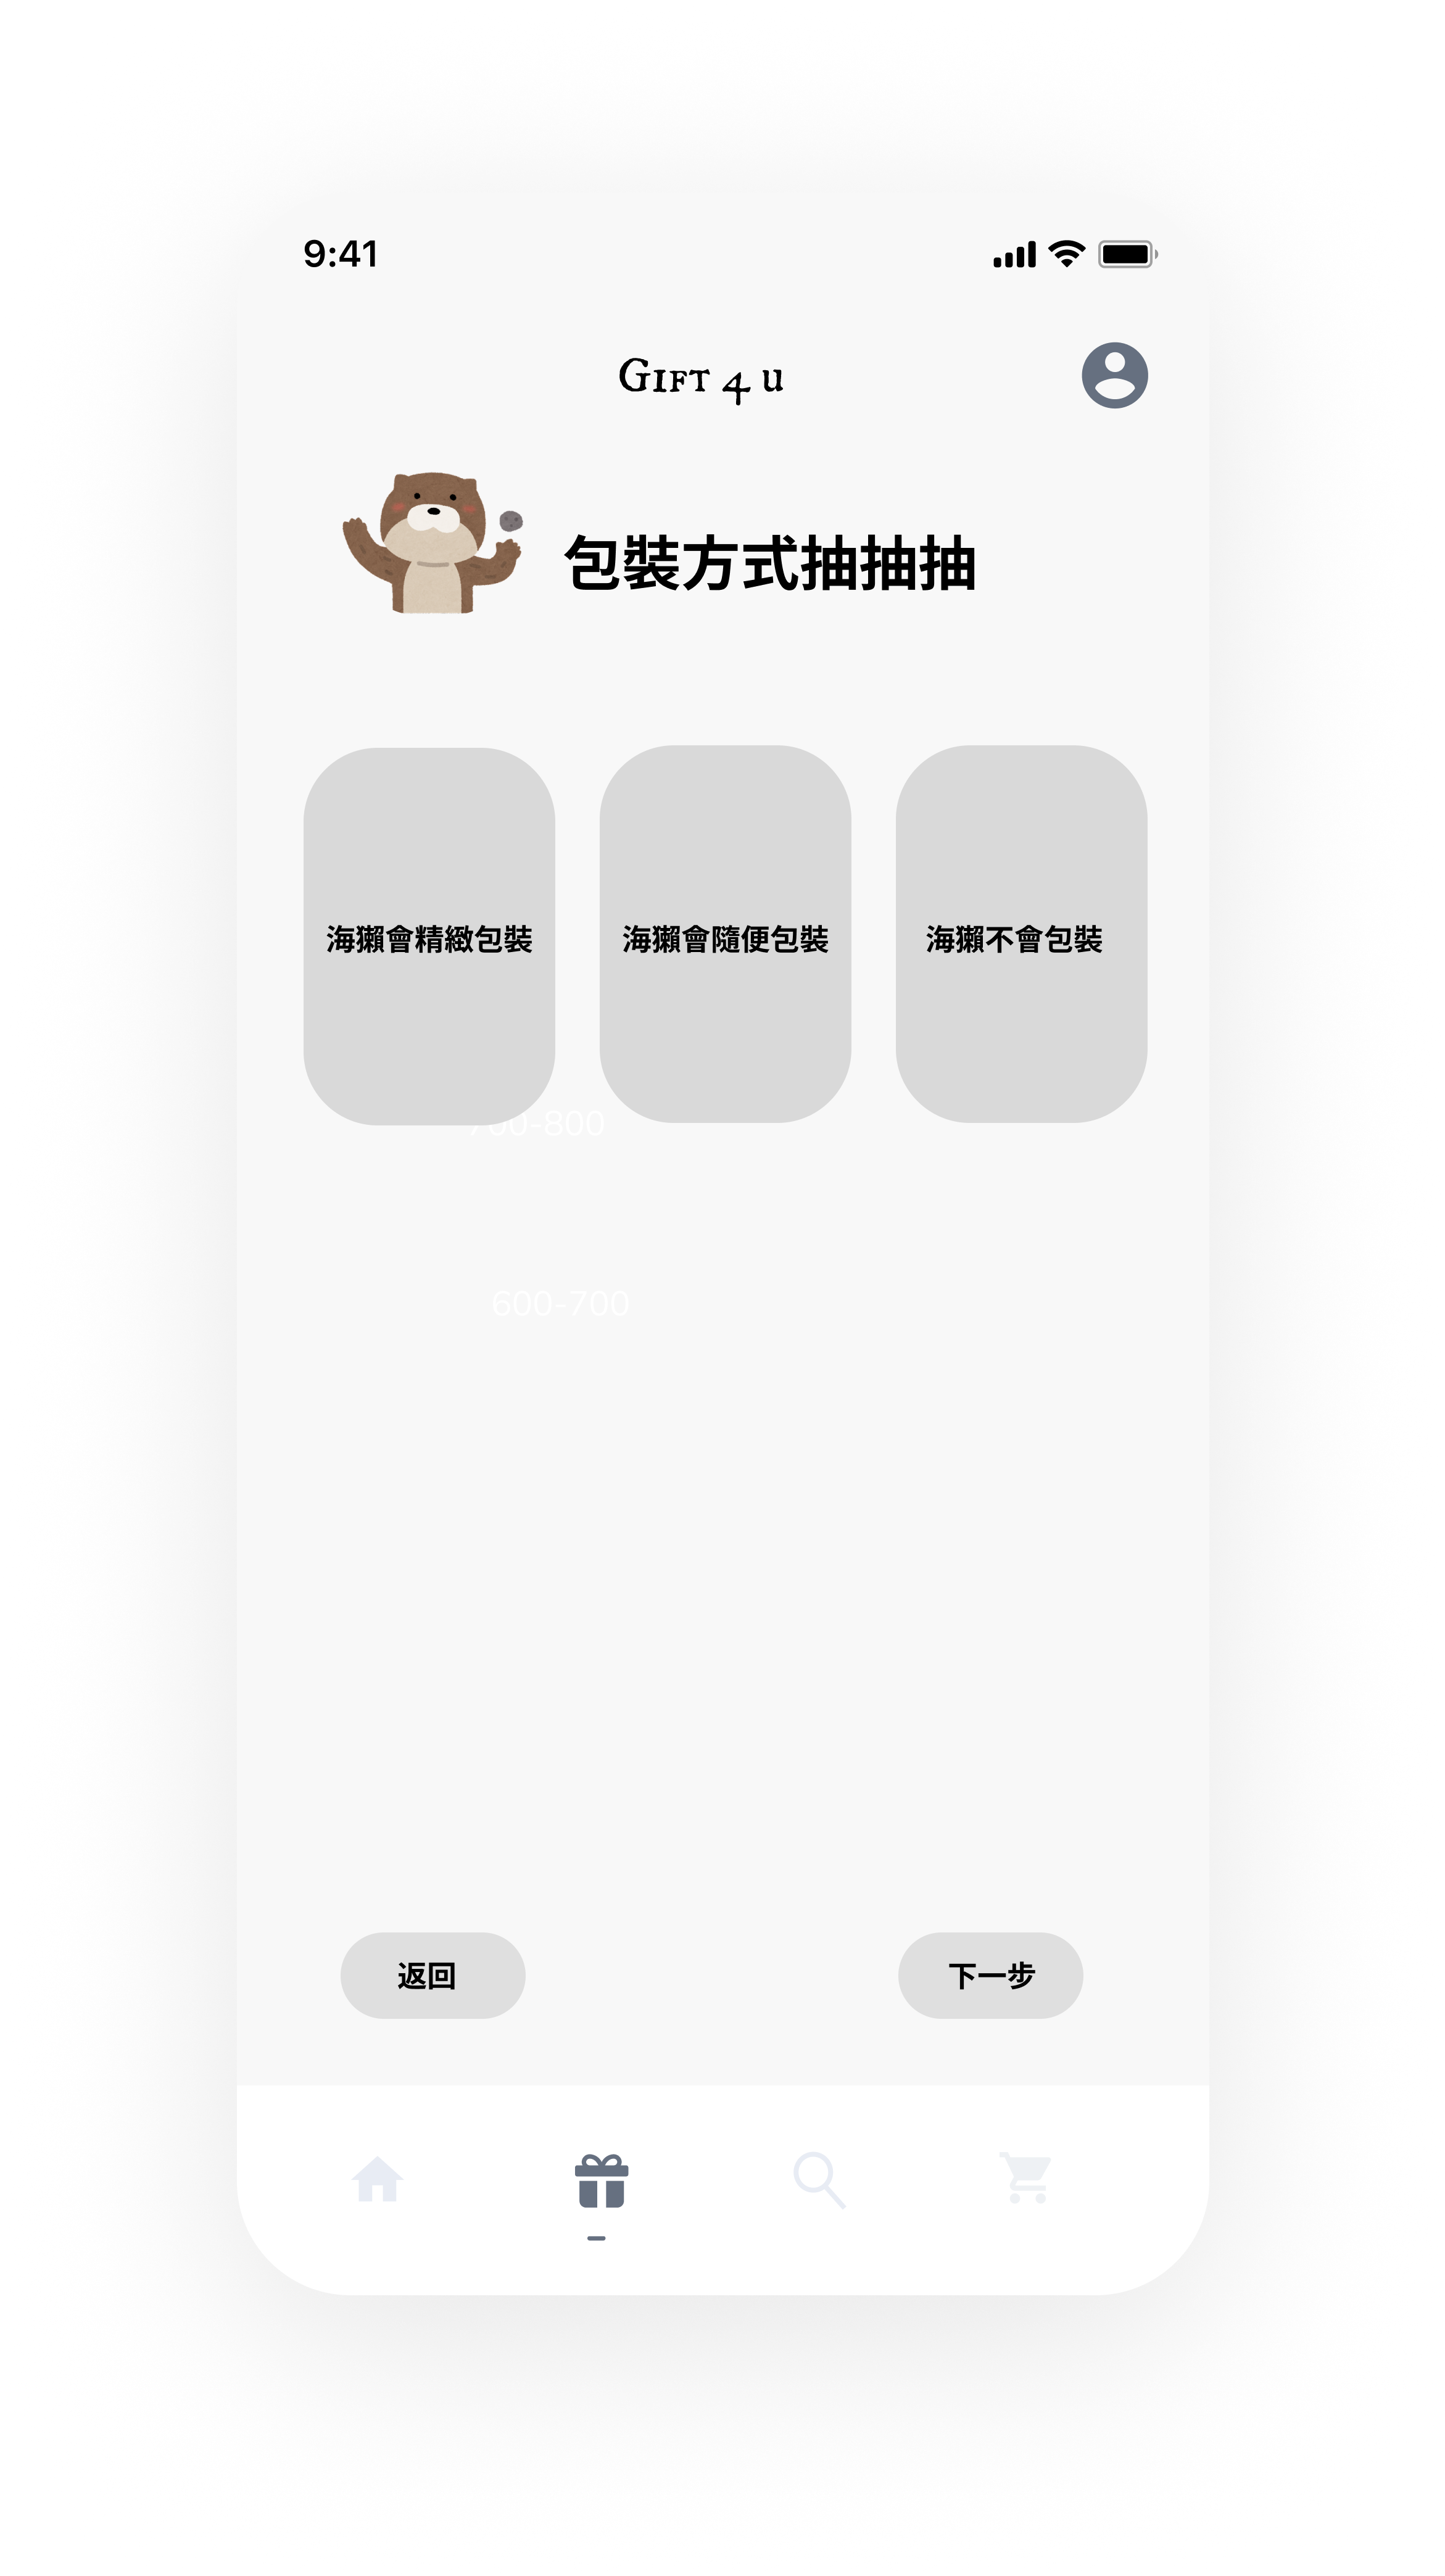 9:41
Gift 4 u
包裝方式抽抽抽
海獺會精緻包裝
海獺會隨便包裝
海獺不會包裝
700-800
600-700
返回
下一步